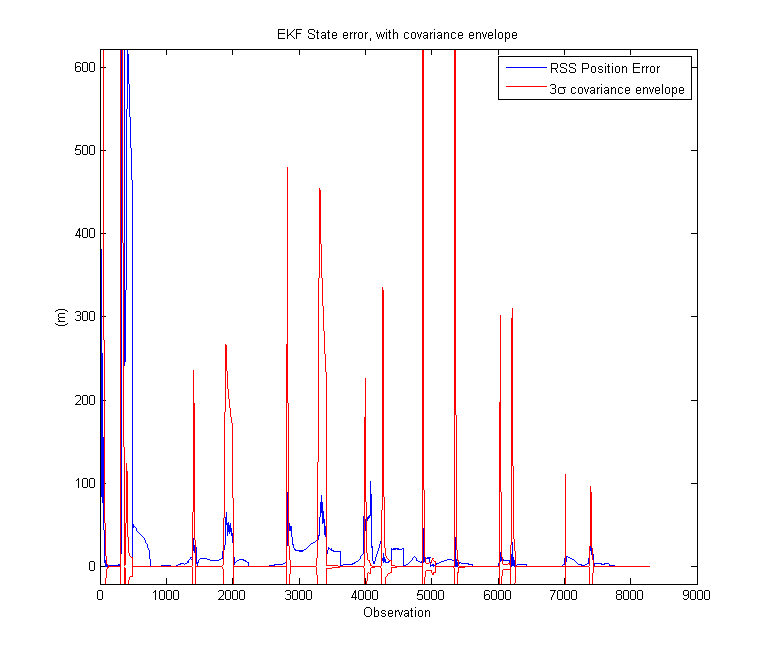 EKF State error, with covariance envelope
RSS Position Error
3σ covariance envelope
600
500
400
300
200
100
0
(m)
0 1000 2000 3000 4000 5000 6000 7000 8000 9000
Observation